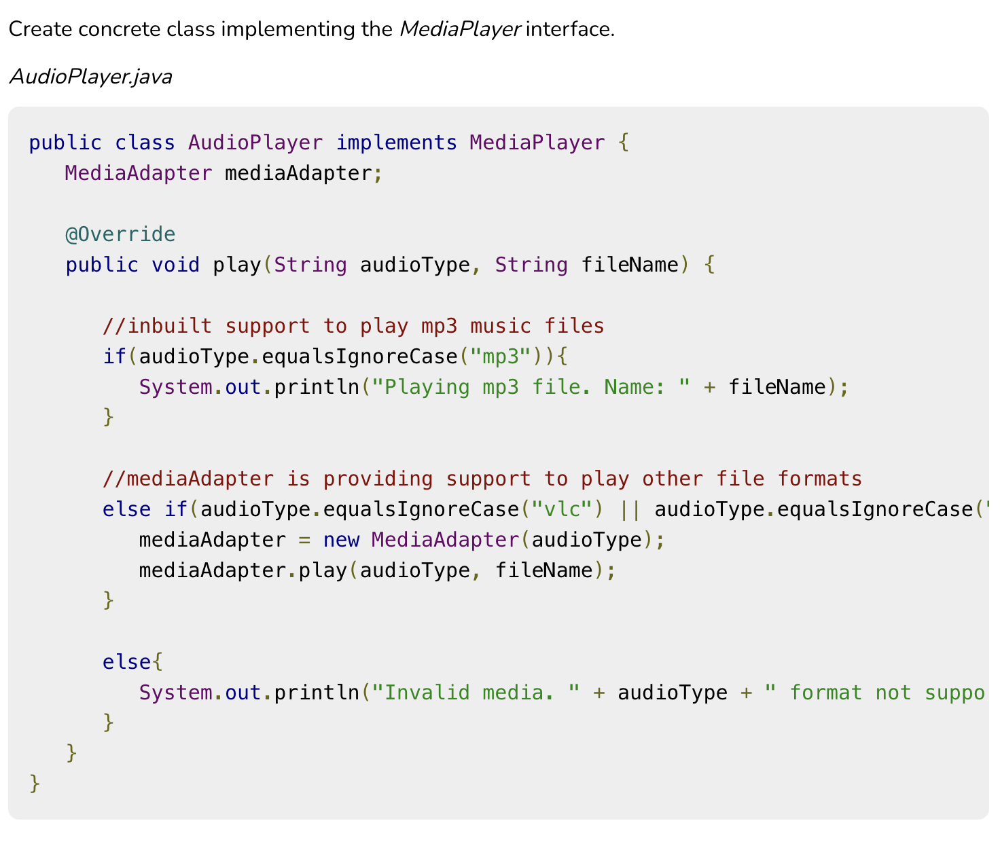 Create concrete class implementing the MediaPlayer interface.
AudioPlayer.java
public class AudioPlayer implements MediaPlayer {
   MediaAdapter mediaAdapter;

   @Override
   public void play(String audioType, String fileName) {

      //inbuilt support to play mp3 music files
      if(audioType.equalsIgnoreCase("mp3")){
         System.out.println("Playing mp3 file. Name: " + fileName);
      }

      //mediaAdapter is providing support to play other file formats
      else if(audioType.equalsIgnoreCase("vlc") || audioType.equalsIgnoreCase("
         mediaAdapter = new MediaAdapter(audioType);
         mediaAdapter.play(audioType, fileName);
      }

      else{
         System.out.println("Invalid media. " + audioType + " format not suppo
      }
   }
}